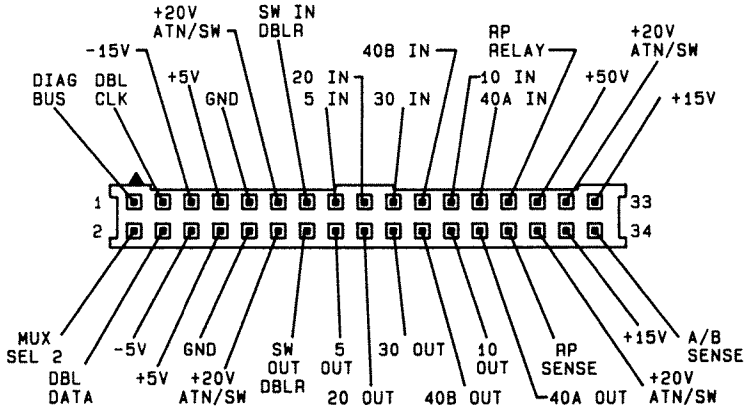 +20V
ATN/SW
SW IN
DBLR
RP
RELAY
+20V
ATN/SW
-15V
40B IN
DIAG
BUS
DBL
CLK
+5V
GND
20 IN
5 IN
30 IN
10 IN
40A IN
+50V
+15V
1
33
2
34
MUX
SEL 2
DBL
DATA
-5V
+5V
GND
+20V
ATN/SW
SW
OUT
DBLR
5
OUT
20 OUT
30 OUT
40B OUT
10
OUT
RP
SENSE
40A OUT
+15V
+20V
ATN/SW
A/B
SENSE